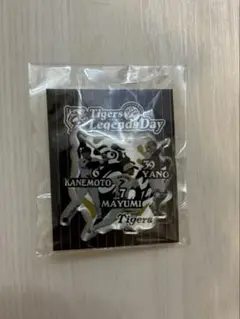 Tigers
Legends Day
39
YANO
6
KANEMOTO
7
MAYUMI
Tigers